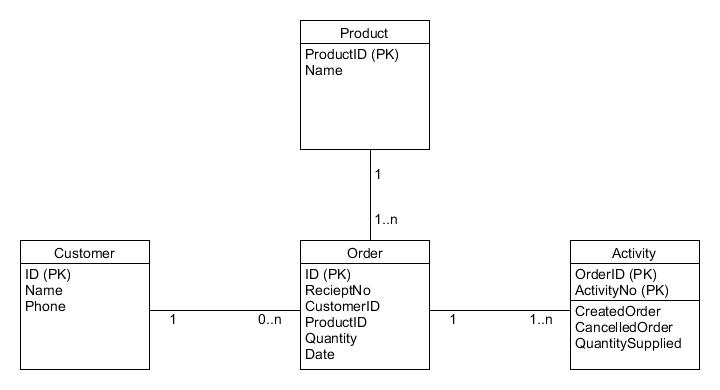 Product
ProductID (PK)
Name
1
1..n
Customer
ID (PK)
Name
Phone
1
0..n
Order
ID (PK)
RecieptNo
CustomerID
ProductID
Quantity
Date
1
1..n
Activity
OrderID (PK)
ActivityNo (PK)
CreatedOrder
CancelledOrder
QuantitySupplied